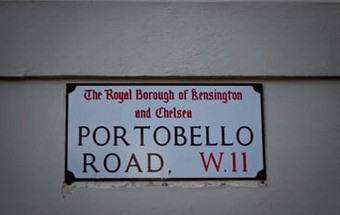 The Royal Borough of Kensington
and Chelsea
PORTOBELLO
ROAD, W.11